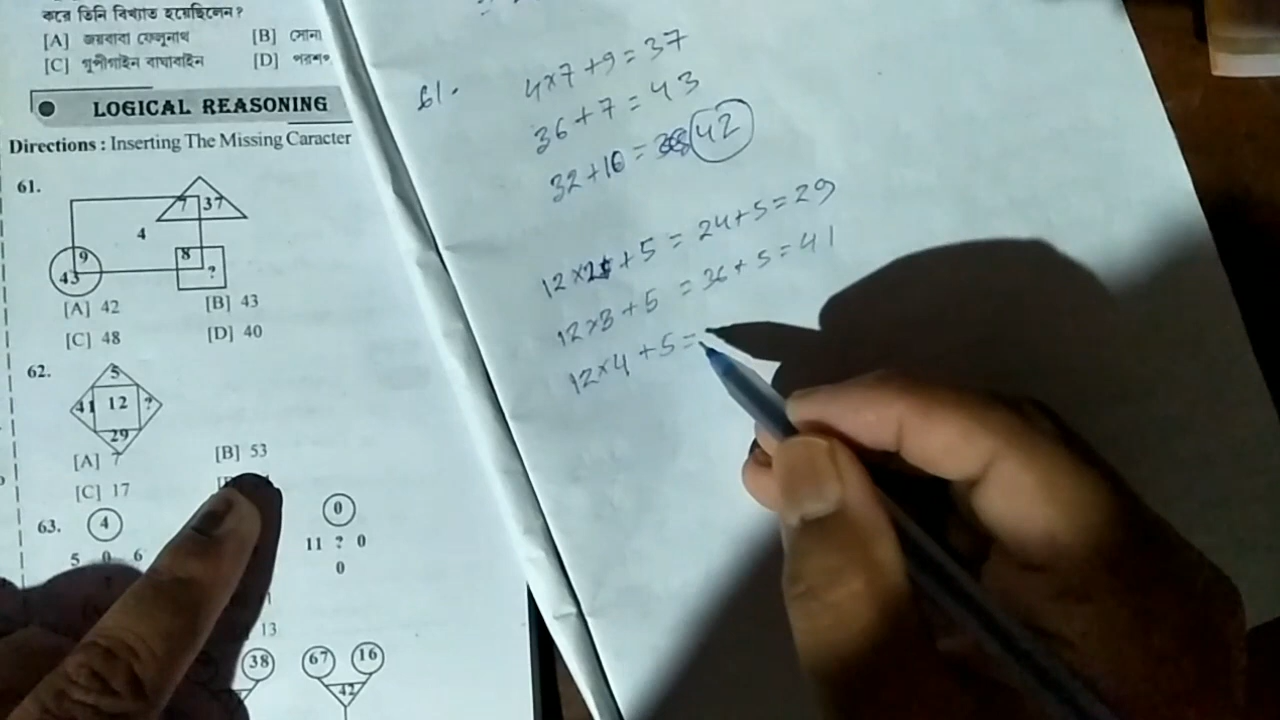 করে তিনি বিখ্যাত হয়েছিলেন?
[A] জয়বাবা ফেলুনাথ [B] সোনা
[C] গুপীগাইন বাঘাবাইন [D] পরশ
LOGICAL REASONING
Directions : Inserting The Missing Caracter
61.
7 37
4
9 8
43 ?
[A] 42 [B] 43
[C] 48 [D] 40
62.
5
41 12 ?
29
[A] 7 [B] 53
[C] 17
63. 4 0
5 0 6 11 ? 0
0
13
38 67 16
42
61. 4×7+9=37
36+7=43
32+10=42
12×2+5=24+5=29
12×3+5=36+5=41
12×4+5=